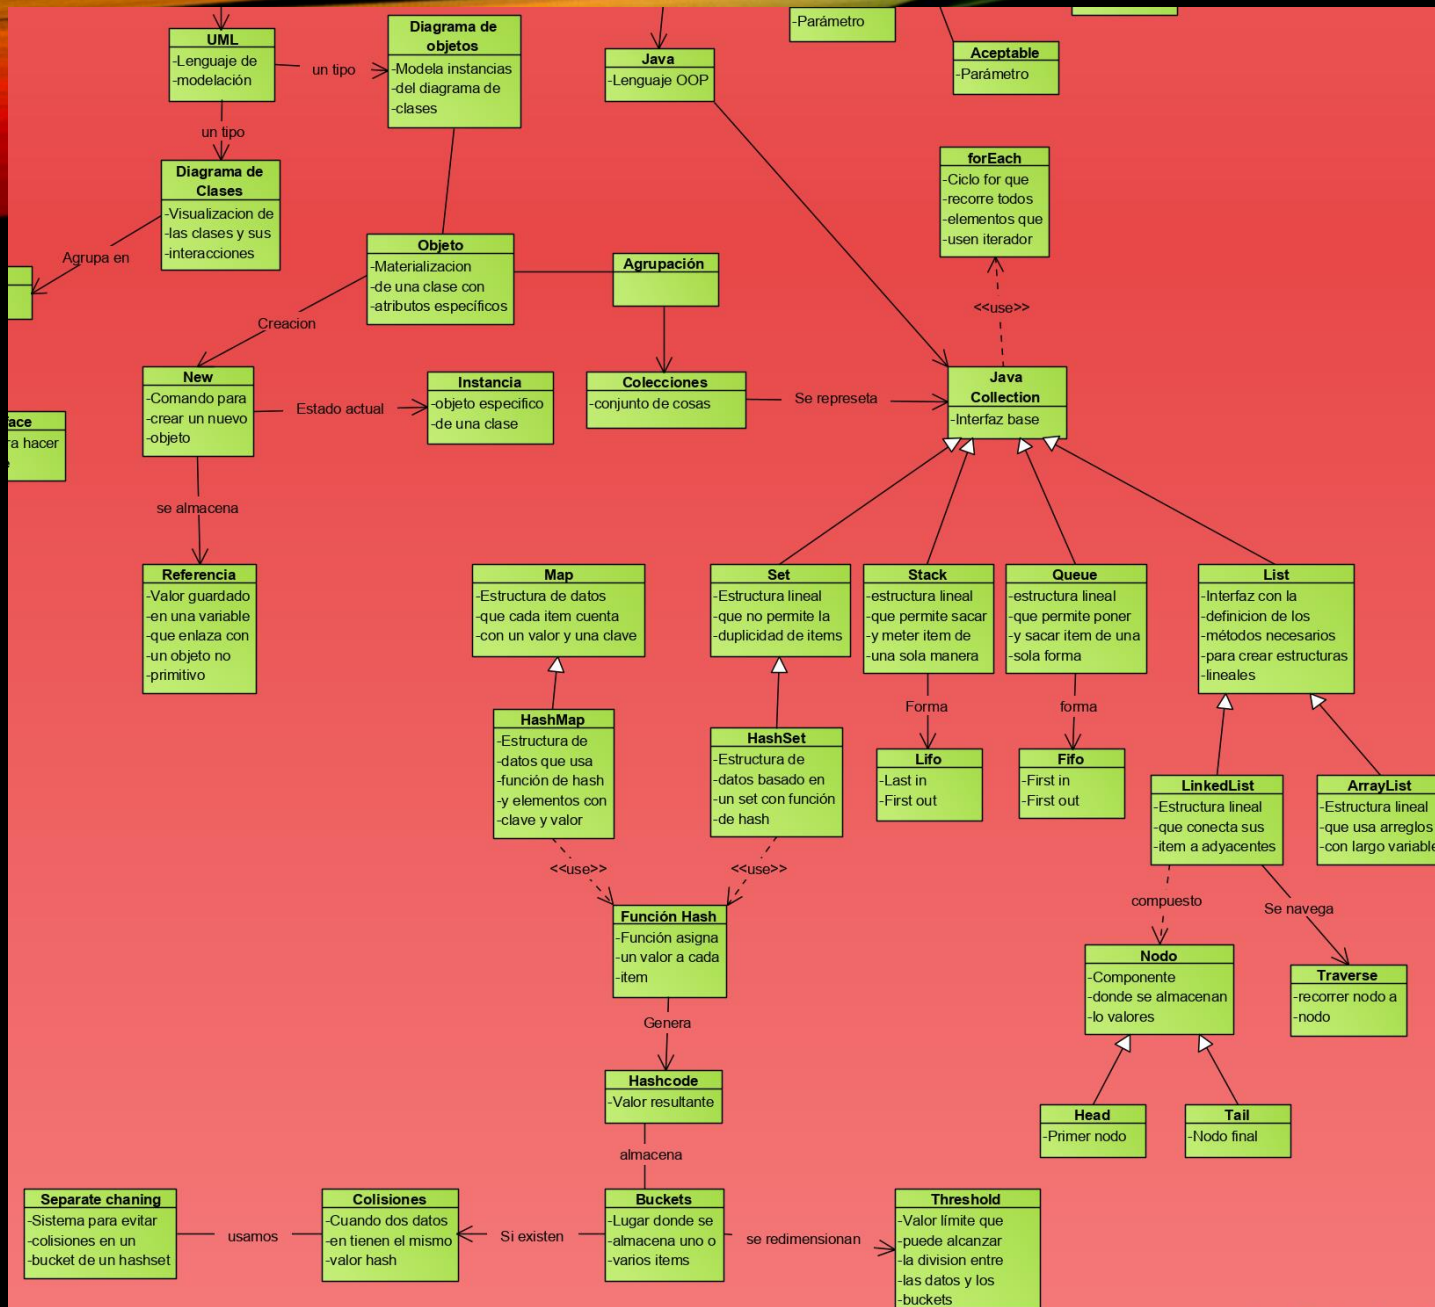 UML
-Lenguaje de
-modelación
un tipo
Diagrama de
objetos
-Modela instancias
-del diagrama de
-clases
Java
-Lenguaje OOP
-Parámetro
Aceptable
-Parámetro
un tipo
Diagrama de
Clases
-Visualizacion de
-las clases y sus
-interacciones
Agrupa en
forEach
-Ciclo for que
-recorre todos
-elementos que
-usen iterador
<<use>>
Objeto
-Materializacion
-de una clase con
-atributos específicos
Agrupación
Creacion
New
-Comando para
-crear un nuevo
-objeto
Estado actual
Instancia
-objeto especifico
-de una clase
Colecciones
-conjunto de cosas
Se represeta
Java
Collection
-Interfaz base
face
ra hacer
e
se almacena
Referencia
-Valor guardado
-en una variable
-que enlaza con
-un objeto no
-primitivo
Map
-Estructura de datos
-que cada item cuenta
-con un valor y una clave
Set
-Estructura lineal
-que no permite la
-duplicidad de items
Stack
-estructura lineal
-que permite sacar
-y meter item de
-una sola manera
Queue
-estructura lineal
-que permite poner
-y sacar item de una
-sola forma
List
-Interfaz con la
-definicion de los
-métodos necesarios
-para crear estructuras
-lineales
Forma
forma
HashMap
-Estructura de
-datos que usa
-función de hash
-y elementos con
-clave y valor
HashSet
-Estructura de
-datos basado en
-un set con función
-de hash
Lifo
-Last in
-First out
Fifo
-First in
-First out
LinkedList
-Estructura lineal
-que conecta sus
-item a adyacentes
ArrayList
-Estructura lineal
-que usa arreglos
-con largo variable
<<use>>
<<use>>
compuesto
Se navega
Función Hash
-Función asigna
-un valor a cada
-item
Nodo
-Componente
-donde se almacenan
-lo valores
Traverse
-recorrer nodo a
-nodo
Genera
Hashcode
-Valor resultante
Head
-Primer nodo
Tail
-Nodo final
almacena
Separate chaning
-Sistema para evitar
-colisiones en un
-bucket de un hashset
usamos
Colisiones
-Cuando dos datos
-en tienen el mismo
-valor hash
Si existen
Buckets
-Lugar donde se
-almacena uno o
-varios items
se redimensionan
Threshold
-Valor límite que
-puede alcanzar
-la division entre
-las datos y los
-buckets